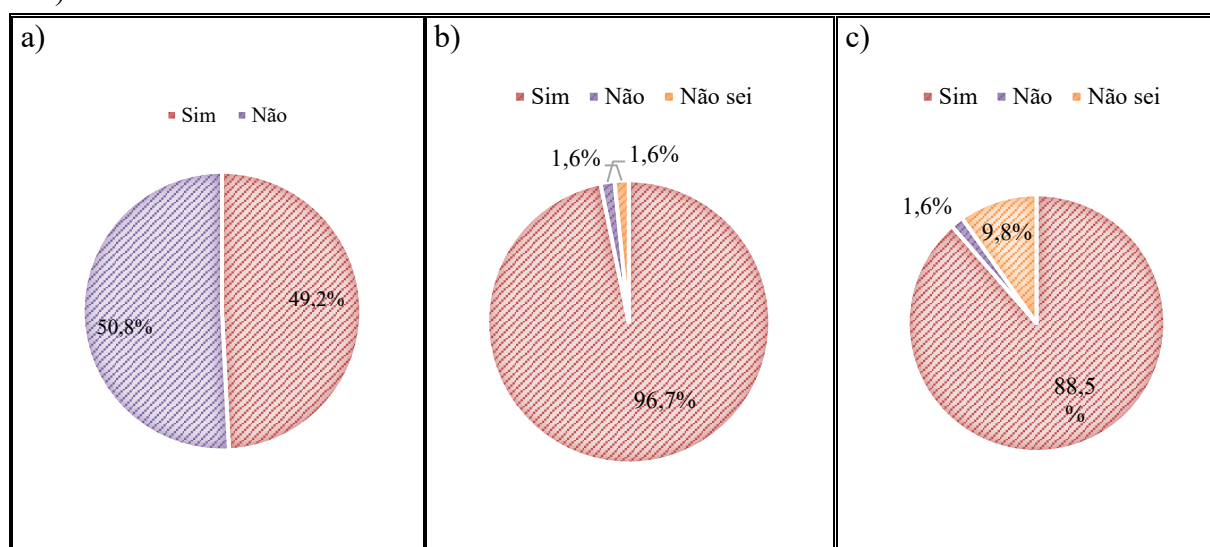 a)
Sim Não
49,2%
50,8%
b)
Sim Não Não sei
1,6% 1,6%
96,7%
c)
Sim Não Não sei
1,6%
9,8%
88,5
%